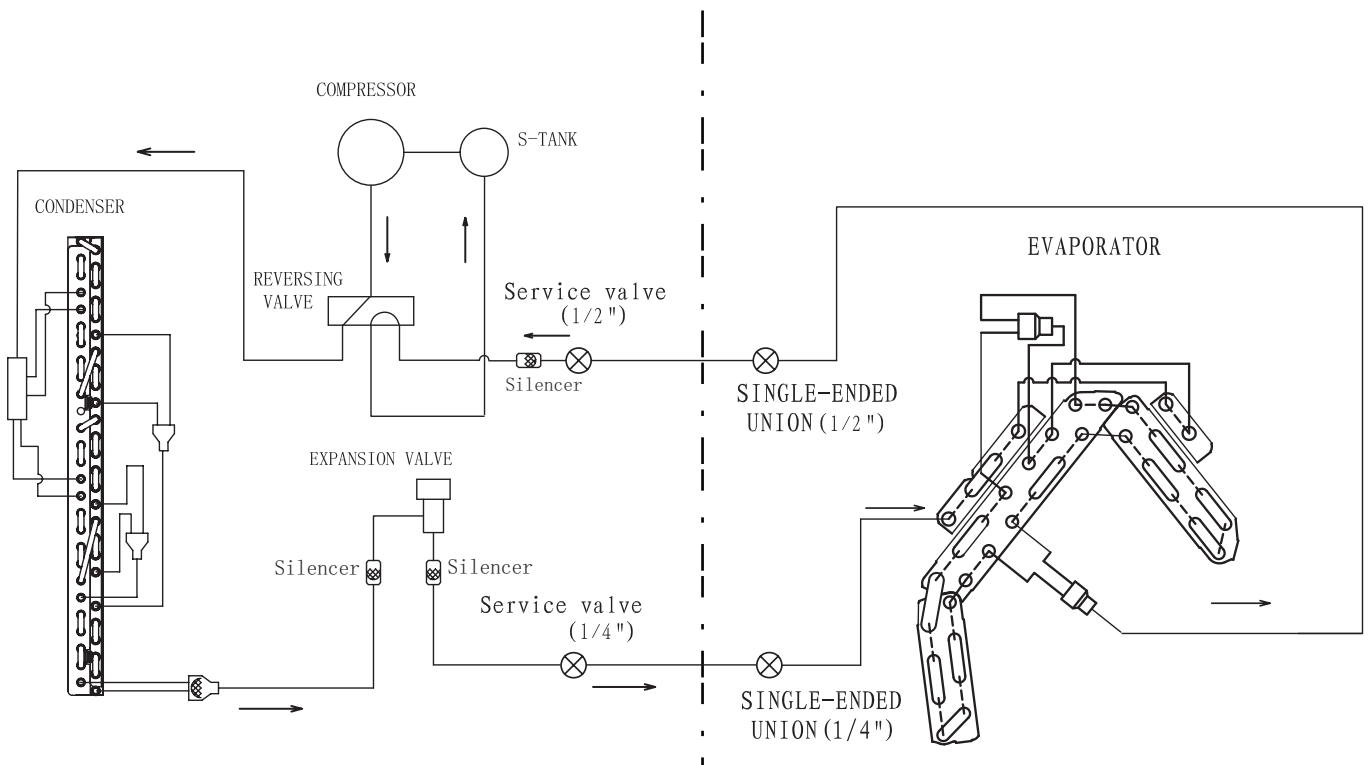 COMPRESSOR
S-TANK
CONDENSER
EVAPORATOR
REVERSING
VALVE
Service valve
(1/2")
Silencer
SINGLE-ENDED
UNION(1/2")
EXPANSION VALVE
Silencer
Silencer
Service valve
(1/4")
SINGLE-ENDED
UNION(1/4")